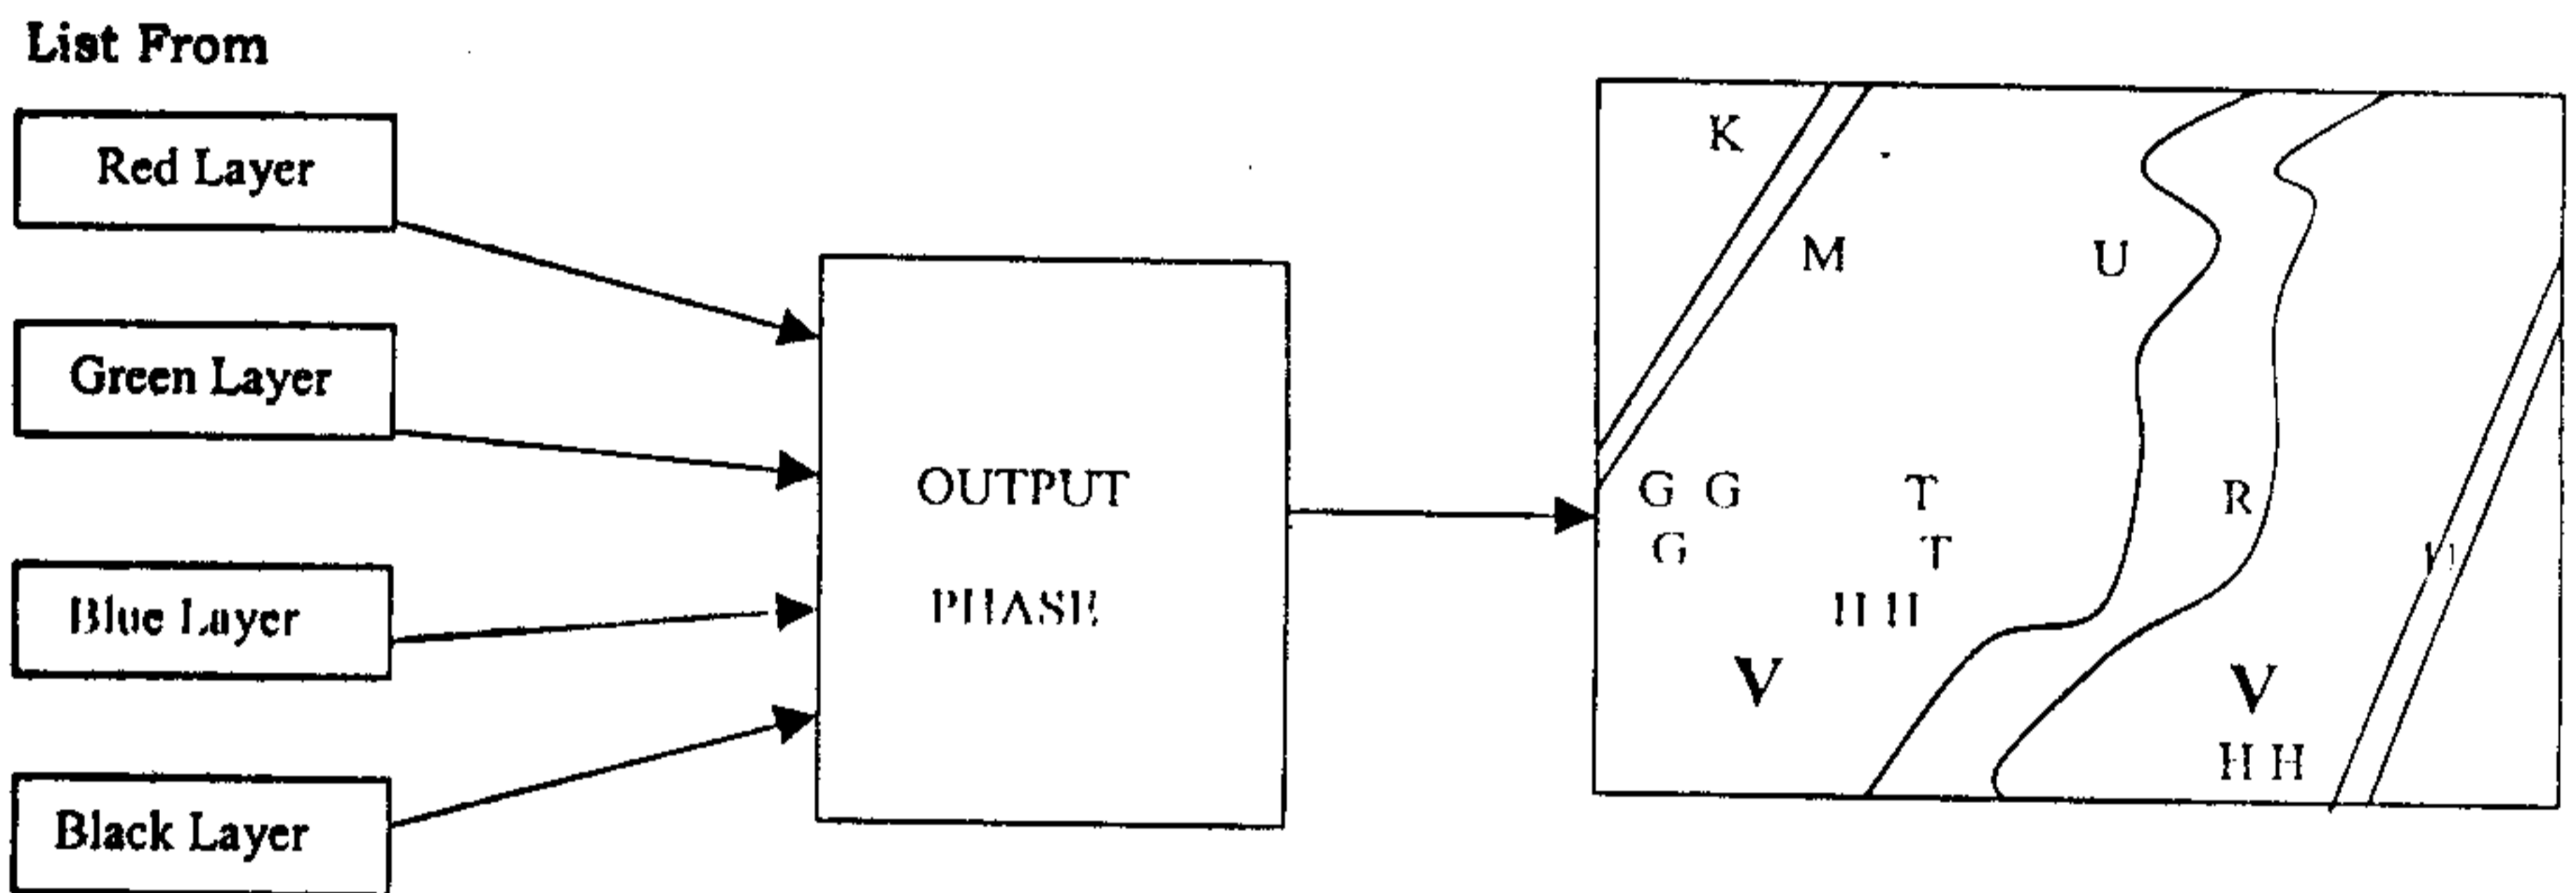 List From
Red Layer
Green Layer
Blue Layer
Black Layer
OUTPUT
PHASE
K
M U
G G T R
G T
H H
V V
H H